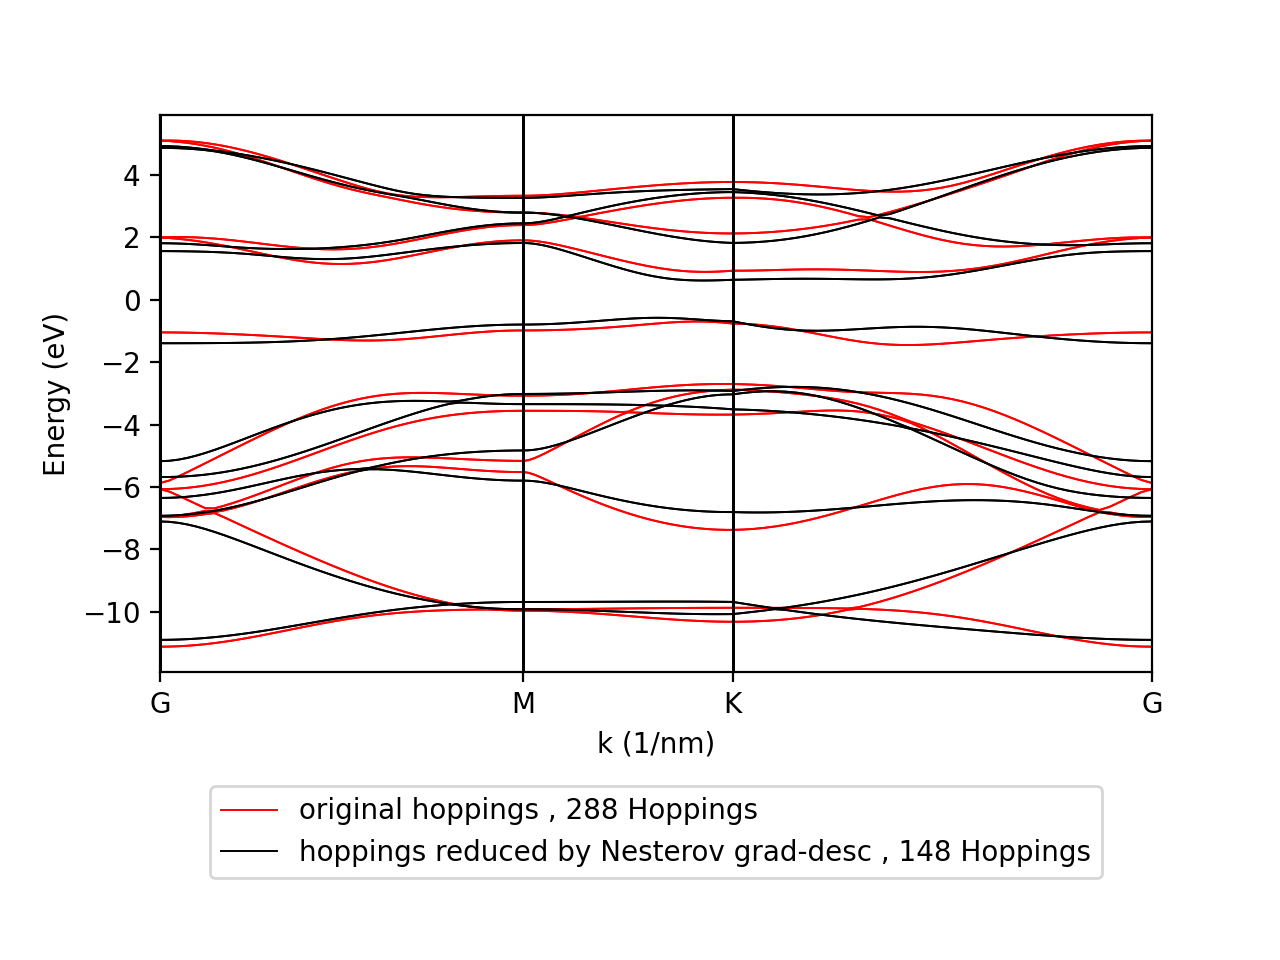 4
2
0
−2
−4
−6
−8
−10
Energy (eV)
G M K G
k (1/nm)
original hoppings , 288 Hoppings
hoppings reduced by Nesterov grad-desc , 148 Hoppings